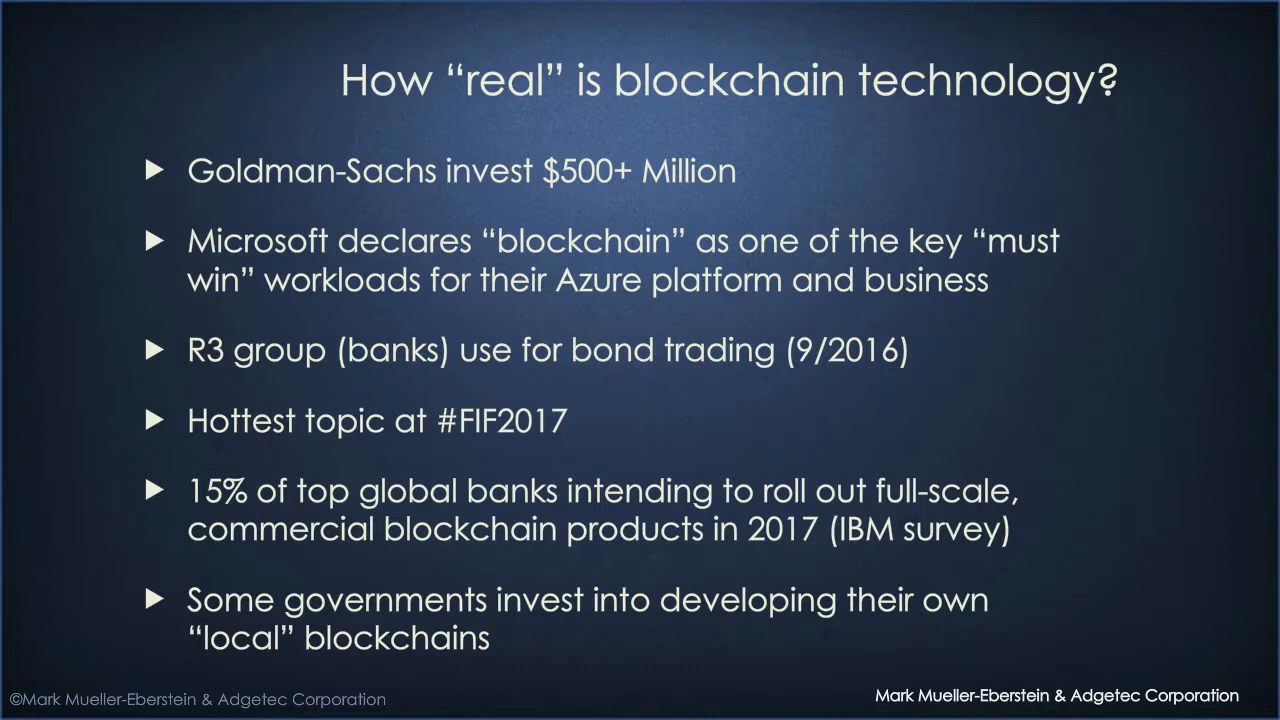 How “real” is blockchain technology?
Goldman-Sachs invest $500+ Million
Microsoft declares “blockchain” as one of the key “must
win” workloads for their Azure platform and business
R3 group (banks) use for bond trading (9/2016)
Hottest topic at #FIF2017
15% of top global banks intending to roll out full-scale,
commercial blockchain products in 2017 (IBM survey)
Some governments invest into developing their own
“local” blockchains
©Mark Mueller-Eberstein & Adgetec Corporation
Mark Mueller-Eberstein & Adgetec Corporation